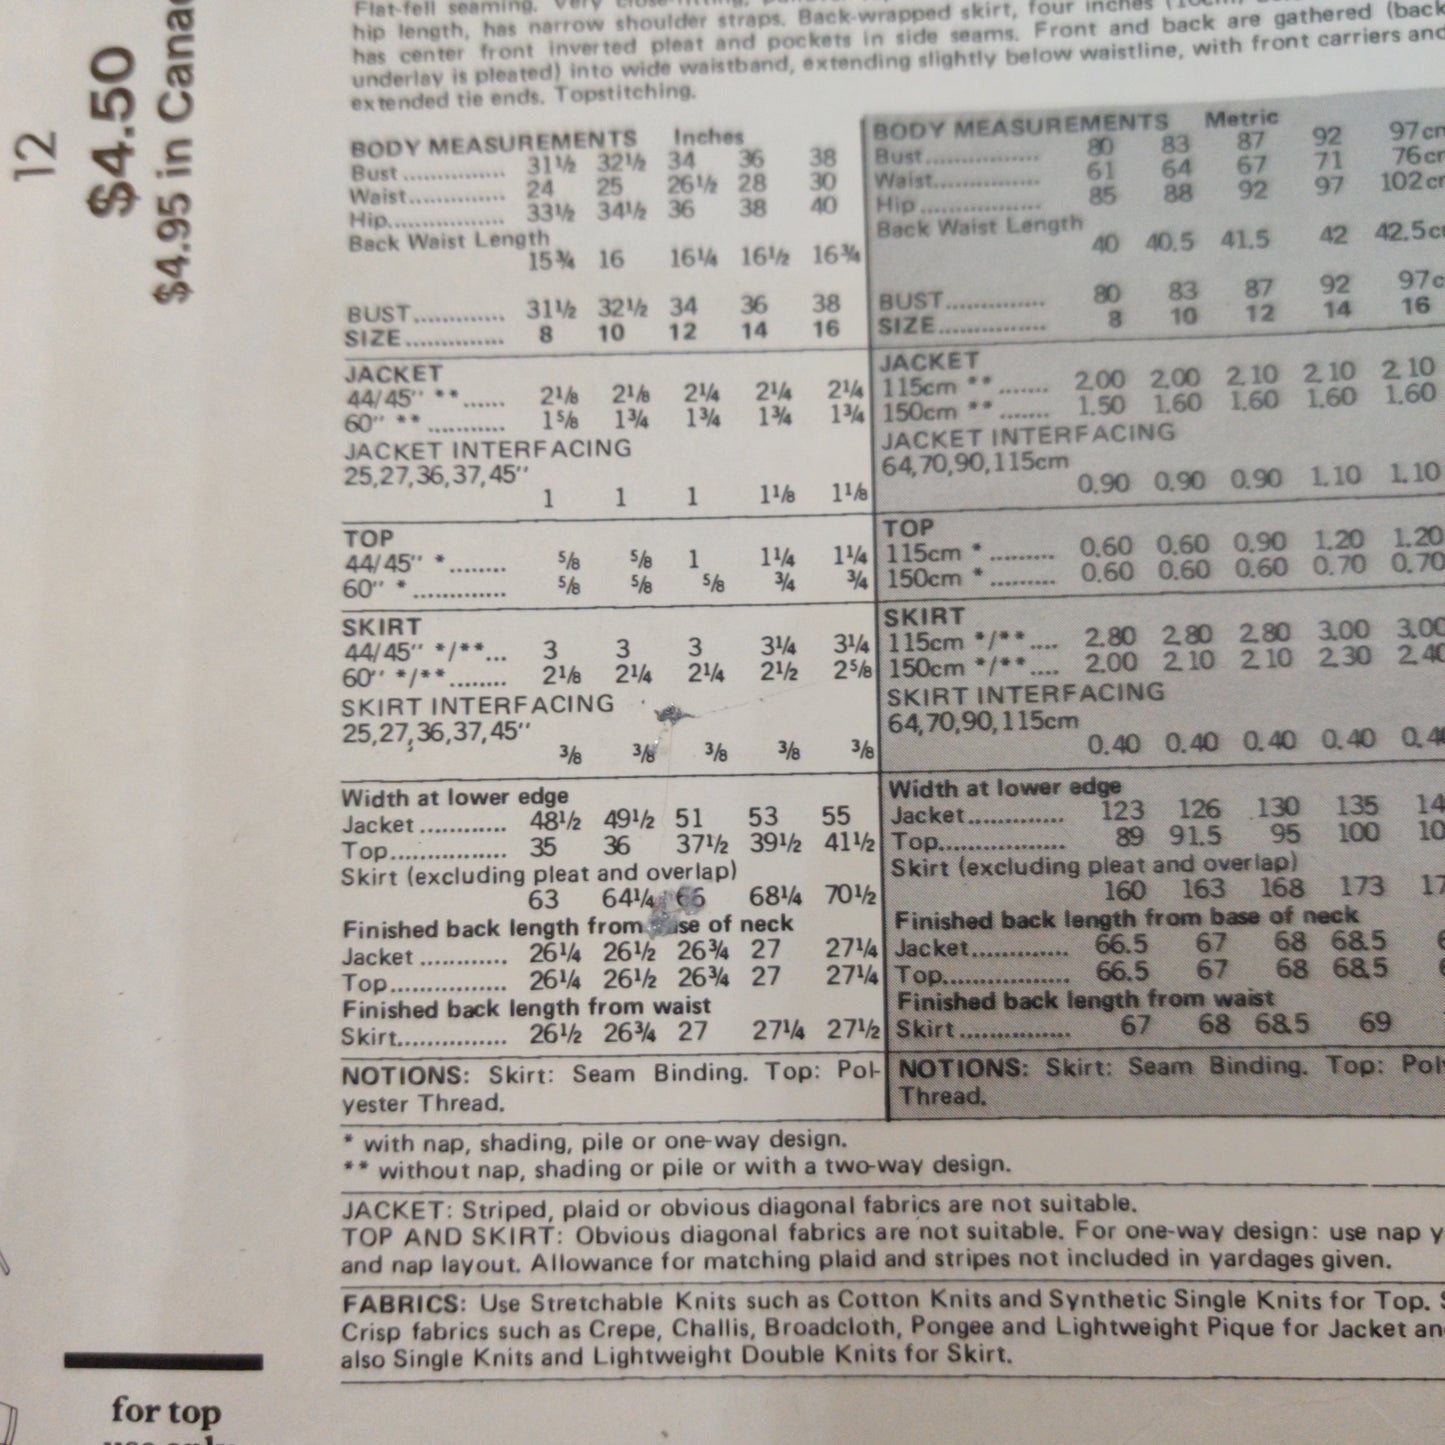 12
$4.50
$4.95 in Canad
Flat-fell seaming. Very close-fitting,
hip length, has narrow shoulder straps. Back-wrapped skirt, four inches
has center front inverted pleat and pockets in side seams. Front and back are gathered (back
underlay is pleated) into wide waistband, extending slightly below waistline, with front carriers and
extended tie ends. Topstitching.
BODY MEASUREMENTS Inches
Bust............... 31½ 32½ 34 36 38
Waist.............. 24 25 26½ 28 30
Hip................. 33½ 34½ 36 38 40
Back Waist Length
15¾ 16 16¼ 16½ 16¾
BUST............. 31½ 32½ 34 36 38
SIZE.............. 8 10 12 14 16
JACKET
44/45'' **...... 2⅛ 2⅛ 2¼ 2¼ 2¼
60'' ** ........... 1⅝ 1¾ 1¾ 1¾ 1¾
JACKET INTERFACING
25,27,36,37,45''
1 1 1 1⅛ 1⅛
TOP
44/45'' *........ ⅝ ⅝ 1 1¼ 1¼
60'' * ............. ⅝ ⅝ ⅝ ¾ ¾
SKIRT
44/45'' */**... 3 3 3 3¼ 3¼
60'' */**........ 2⅛ 2¼ 2¼ 2½ 2⅝
SKIRT INTERFACING
25,27,36,37,45''
⅜ ⅜ ⅜ ⅜ ⅜
Width at lower edge
Jacket ............ 48½ 49½ 51 53 55
Top................. 35 36 37½ 39½ 41½
Skirt (excluding pleat and overlap)
63 64¼ 66 68¼ 70½
Finished back length from base of neck
Jacket ............ 26¼ 26½ 26¾ 27 27¼
Top................. 26¼ 26½ 26¾ 27 27¼
Finished back length from waist
Skirt................ 26½ 26¾ 27 27¼ 27½
NOTIONS: Skirt: Seam Binding. Top: Pol-
yester Thread.
BODY MEASUREMENTS Metric
Bust................. 80 83 87 92 97cm
Waist................ 61 64 67 71 76cm
Hip .................. 85 88 92 97 102cm
Back Waist Length
40 40.5 41.5 42 42.5c
BUST............... 80 83 87 92 97c
SIZE................ 8 10 12 14 16
JACKET
115cm ** ....... 2.00 2.00 2.10 2.10 2.10
150cm ** ....... 1.50 1.60 1.60 1.60 1.60
JACKET INTERFACING
64,70,90,115cm
0.90 0.90 0.90 1.10 1.10
TOP
115cm * ......... 0.60 0.60 0.90 1.20 1.20
150cm * ......... 0.60 0.60 0.60 0.70 0.70
SKIRT
115cm */**.... 2.80 2.80 2.80 3.00 3.00
150cm */**.... 2.00 2.10 2.10 2.30 2.40
SKIRT INTERFACING
64,70,90,115cm
0.40 0.40 0.40 0.40 0.4
Width at lower edge
Jacket.............. 123 126 130 135 14
Top.................. 89 91.5 95 100 10
Skirt (excluding pleat and overlap)
160 163 168 173 17
Finished back length from base of neck
Jacket.............. 66.5 67 68 68.5
Top.................. 66.5 67 68 68.5
Finished back length from waist
Skirt ................ 67 68 68.5 69
NOTIONS: Skirt: Seam Binding. Top: Poly
Thread.
* with nap, shading, pile or one-way design.
** without nap, shading or pile or with a two-way design.
JACKET: Striped, plaid or obvious diagonal fabrics are not suitable.
TOP AND SKIRT: Obvious diagonal fabrics are not suitable. For one-way design: use nap y
and nap layout. Allowance for matching plaid and stripes not included in yardages given.
FABRICS: Use Stretchable Knits such as Cotton Knits and Synthetic Single Knits for Top.
Crisp fabrics such as Crepe, Challis, Broadcloth, Pongee and Lightweight Pique for Jacket an
also Single Knits and Lightweight Double Knits for Skirt.
for top